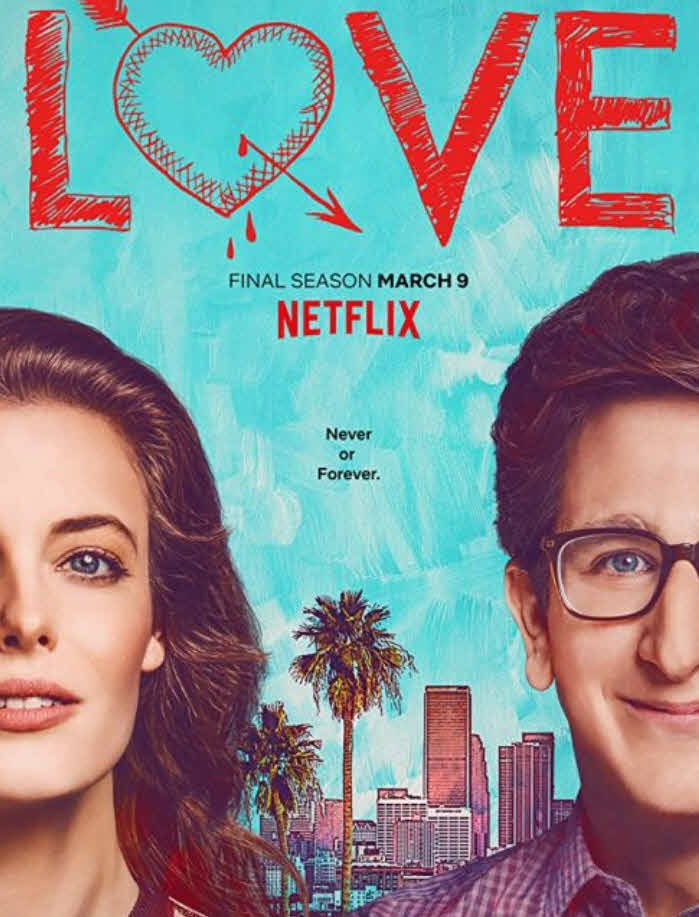 LOVE
FINAL SEASON MARCH 9
NETFLIX
Never
or
Forever.